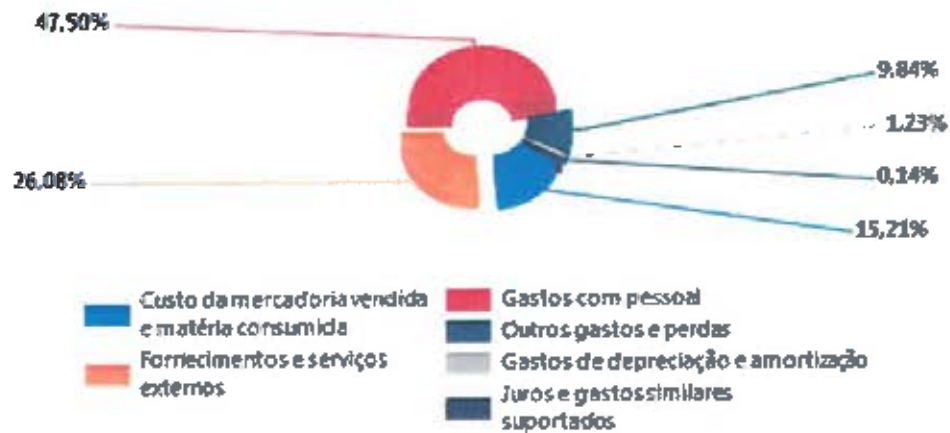 47,50%
9,84%
1,23%
26,08%
0,14%
15,21%
Custo da mercadoria vendida
e matéria consumida
Fornecimentos e serviços
externos
Gastos com pessoal
Outros gastos e perdas
Gastos de depreciação e amortização
Juros e gastos similares
suportados